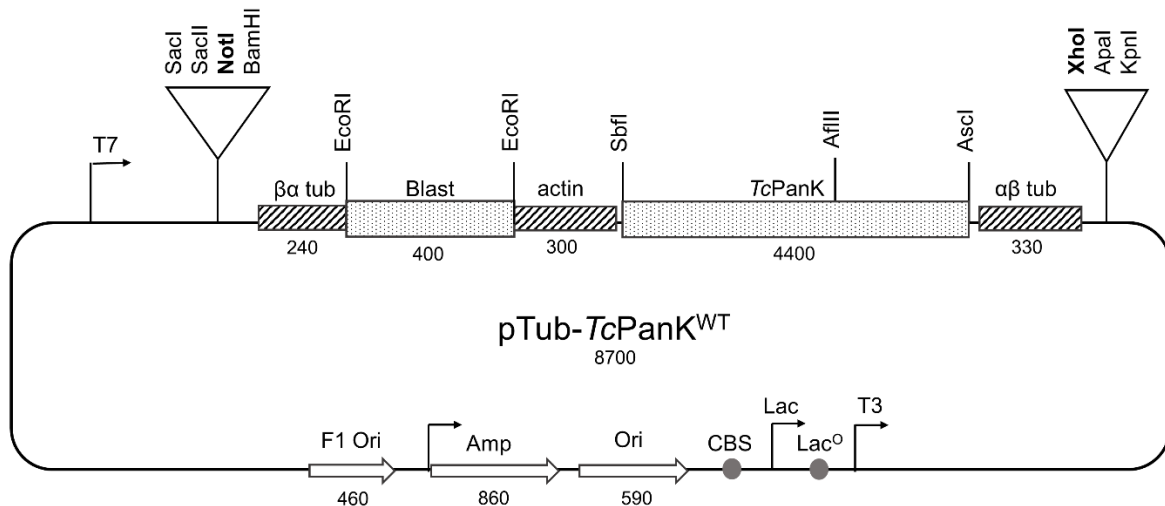 SacI
SacII
NotI
BamHI
XhoI
ApaI
KpnI
T7
EcoRI
EcoRI
SbfI
AflII
AscI
βα tub
Blast
actin
TcPanK
αβ tub
240
400
300
4400
330
pTub-TcPanKᵂᵀ
8700
F1 Ori
Amp
Ori
CBS
Lac
Lacᴼ
T3
460
860
590